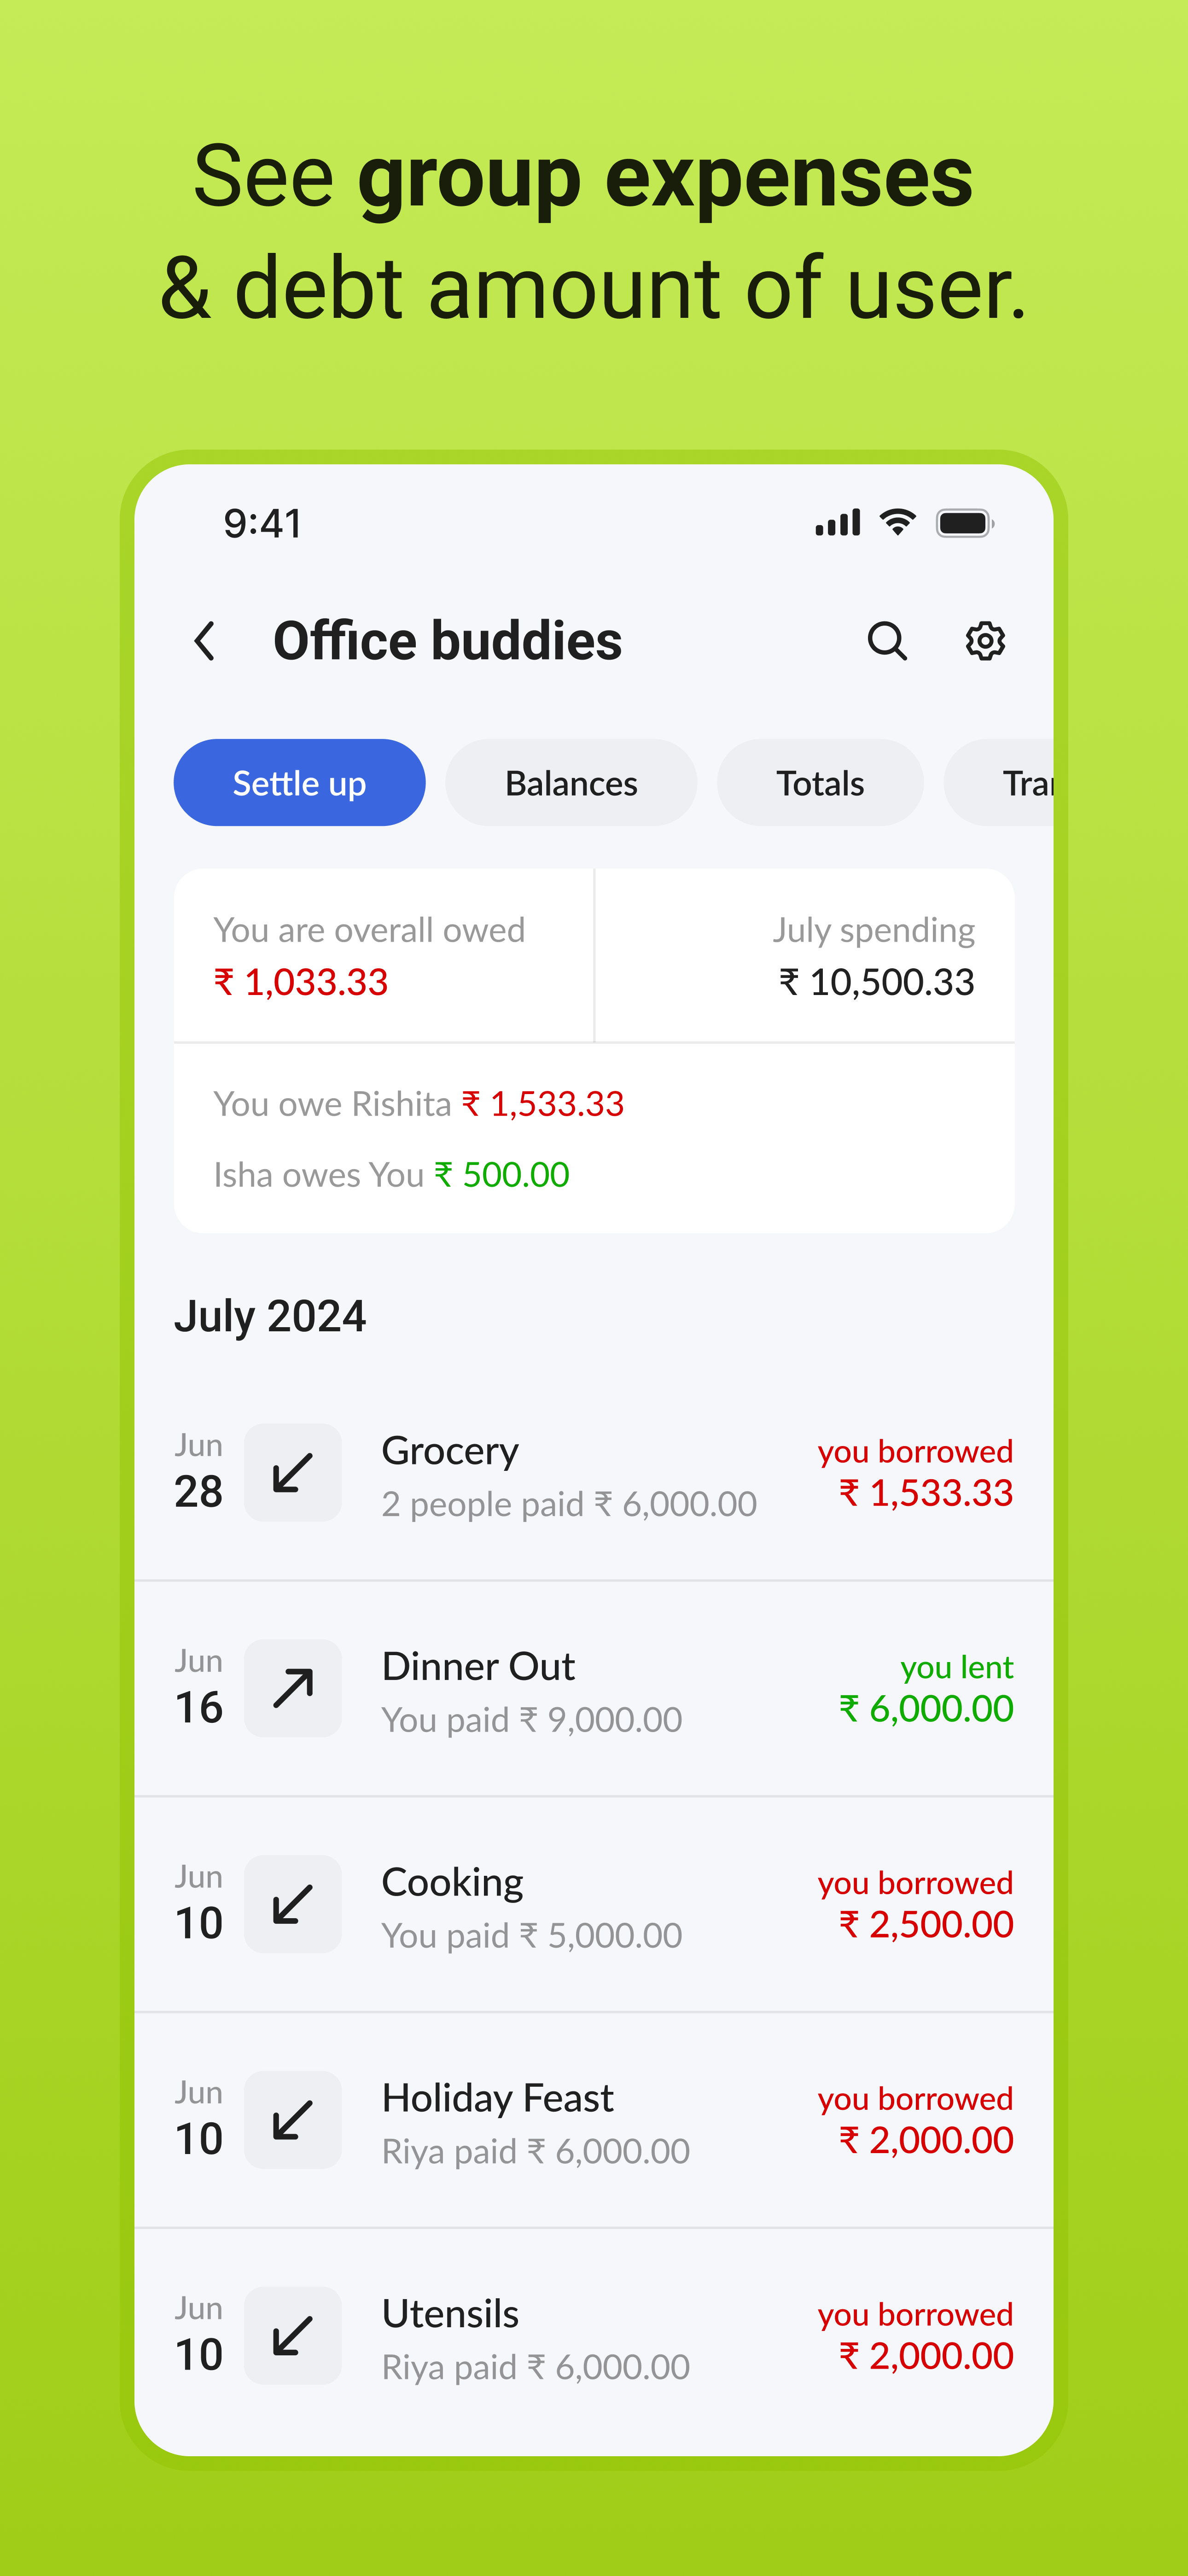 See group expenses
& debt amount of user.
9:41
Office buddies
Settle up Balances Totals Tran
You are overall owed July spending
₹ 1,033.33 ₹ 10,500.33
You owe Rishita ₹ 1,533.33
Isha owes You ₹ 500.00
July 2024
Jun Grocery you borrowed
28 2 people paid ₹ 6,000.00 ₹ 1,533.33
Jun Dinner Out you lent
16 You paid ₹ 9,000.00 ₹ 6,000.00
Jun Cooking you borrowed
10 You paid ₹ 5,000.00 ₹ 2,500.00
Jun Holiday Feast you borrowed
10 Riya paid ₹ 6,000.00 ₹ 2,000.00
Jun Utensils you borrowed
10 Riya paid ₹ 6,000.00 ₹ 2,000.00